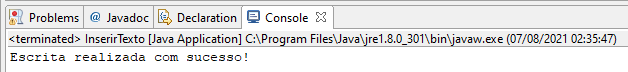 Problems @ Javadoc Declaration Console
<terminated> InserirTexto [Java Application] C:\Program Files\Java\jre1.8.0_301\bin\javaw.exe (07/08/2021 02:35:47)
Escrita realizada com sucesso!